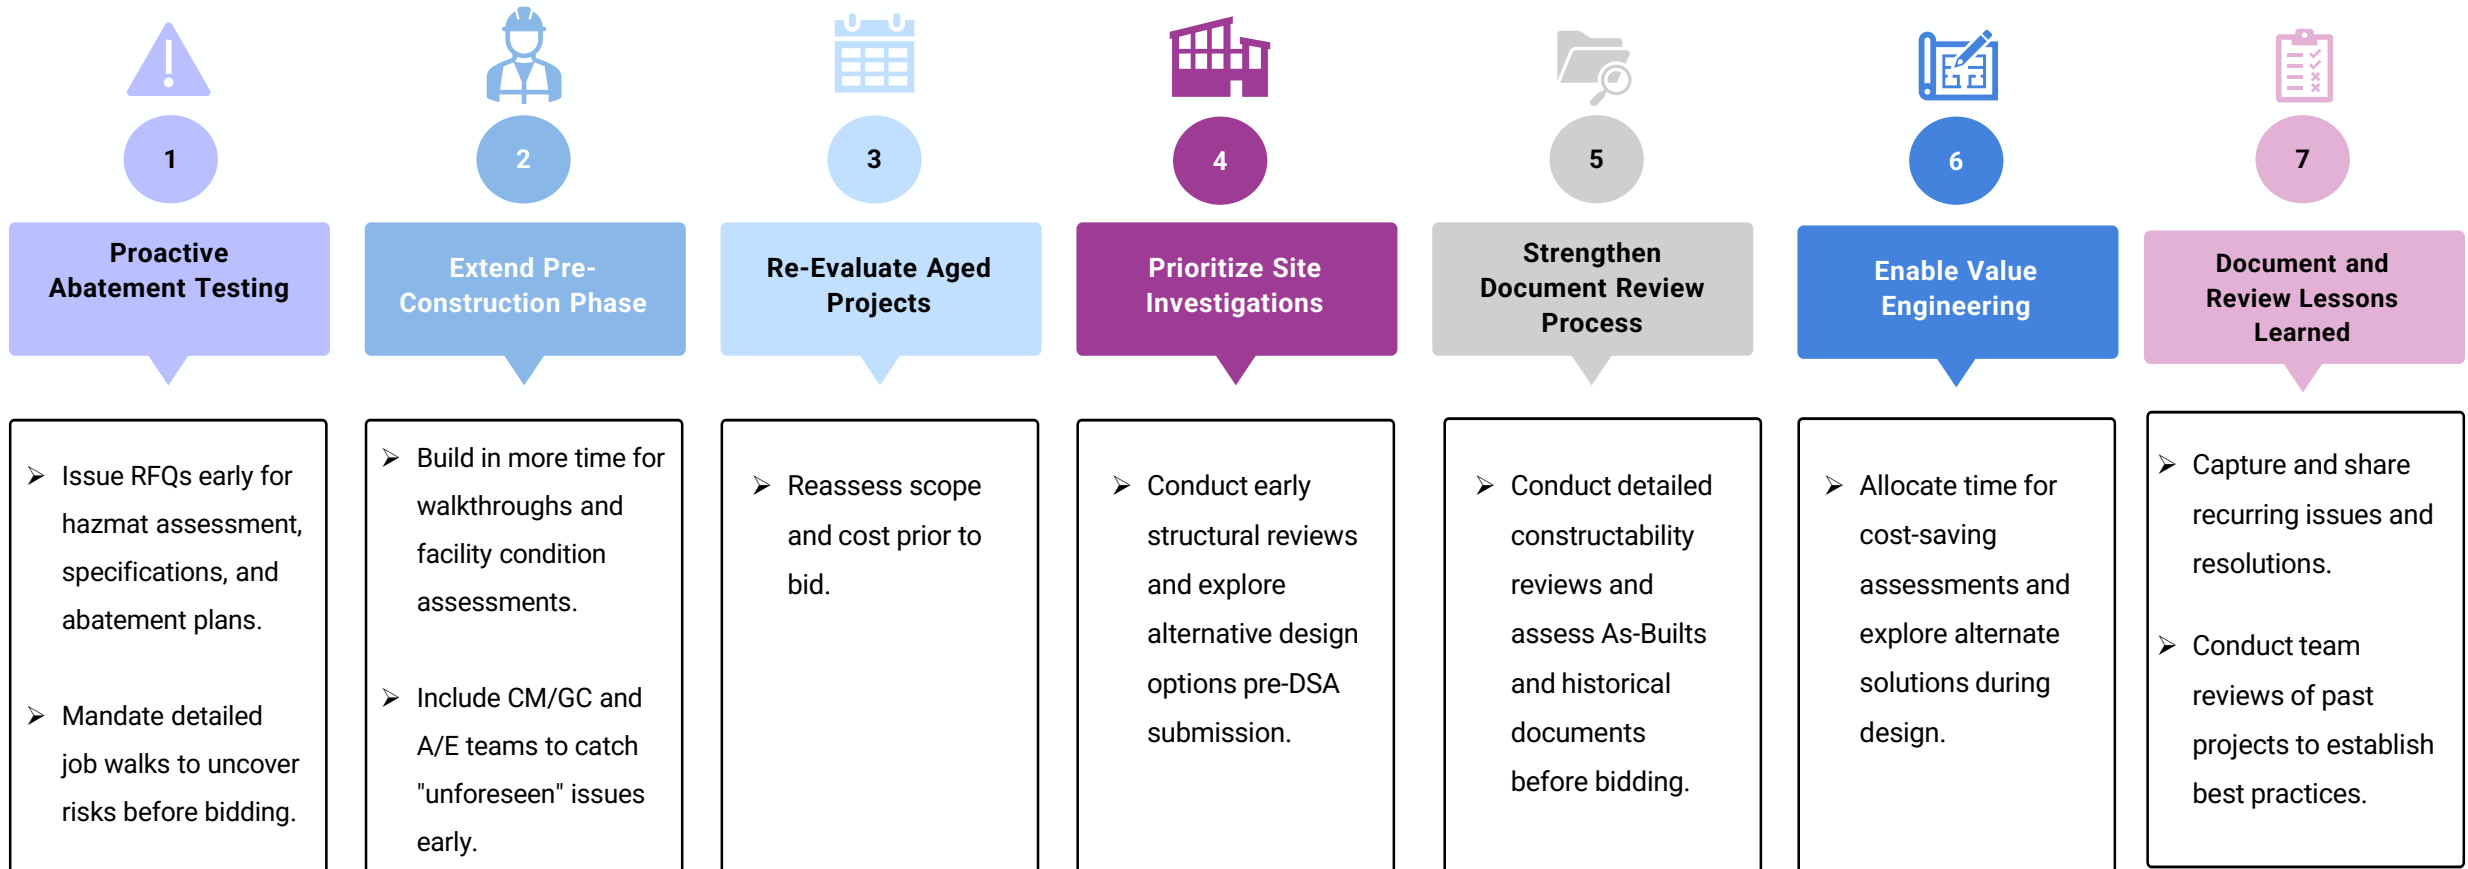 1
Proactive
Abatement Testing
➢ Issue RFQs early for
hazmat assessment,
specifications, and
abatement plans.
➢ Mandate detailed
job walks to uncover
risks before bidding.
2
Extend Pre-
Construction Phase
➢ Build in more time for
walkthroughs and
facility condition
assessments.
➢ Include CM/GC and
A/E teams to catch
"unforeseen" issues
early.
3
Re-Evaluate Aged
Projects
➢ Reassess scope
and cost prior to
bid.
4
Prioritize Site
Investigations
➢ Conduct early
structural reviews
and explore
alternative design
options pre-DSA
submission.
5
Strengthen
Document Review
Process
➢ Conduct detailed
constructability
reviews and
assess As-Builts
and historical
documents
before bidding.
6
Enable Value
Engineering
➢ Allocate time for
cost-saving
assessments and
explore alternate
solutions during
design.
7
Document and
Review Lessons
Learned
➢ Capture and share
recurring issues and
resolutions.
➢ Conduct team
reviews of past
projects to establish
best practices.